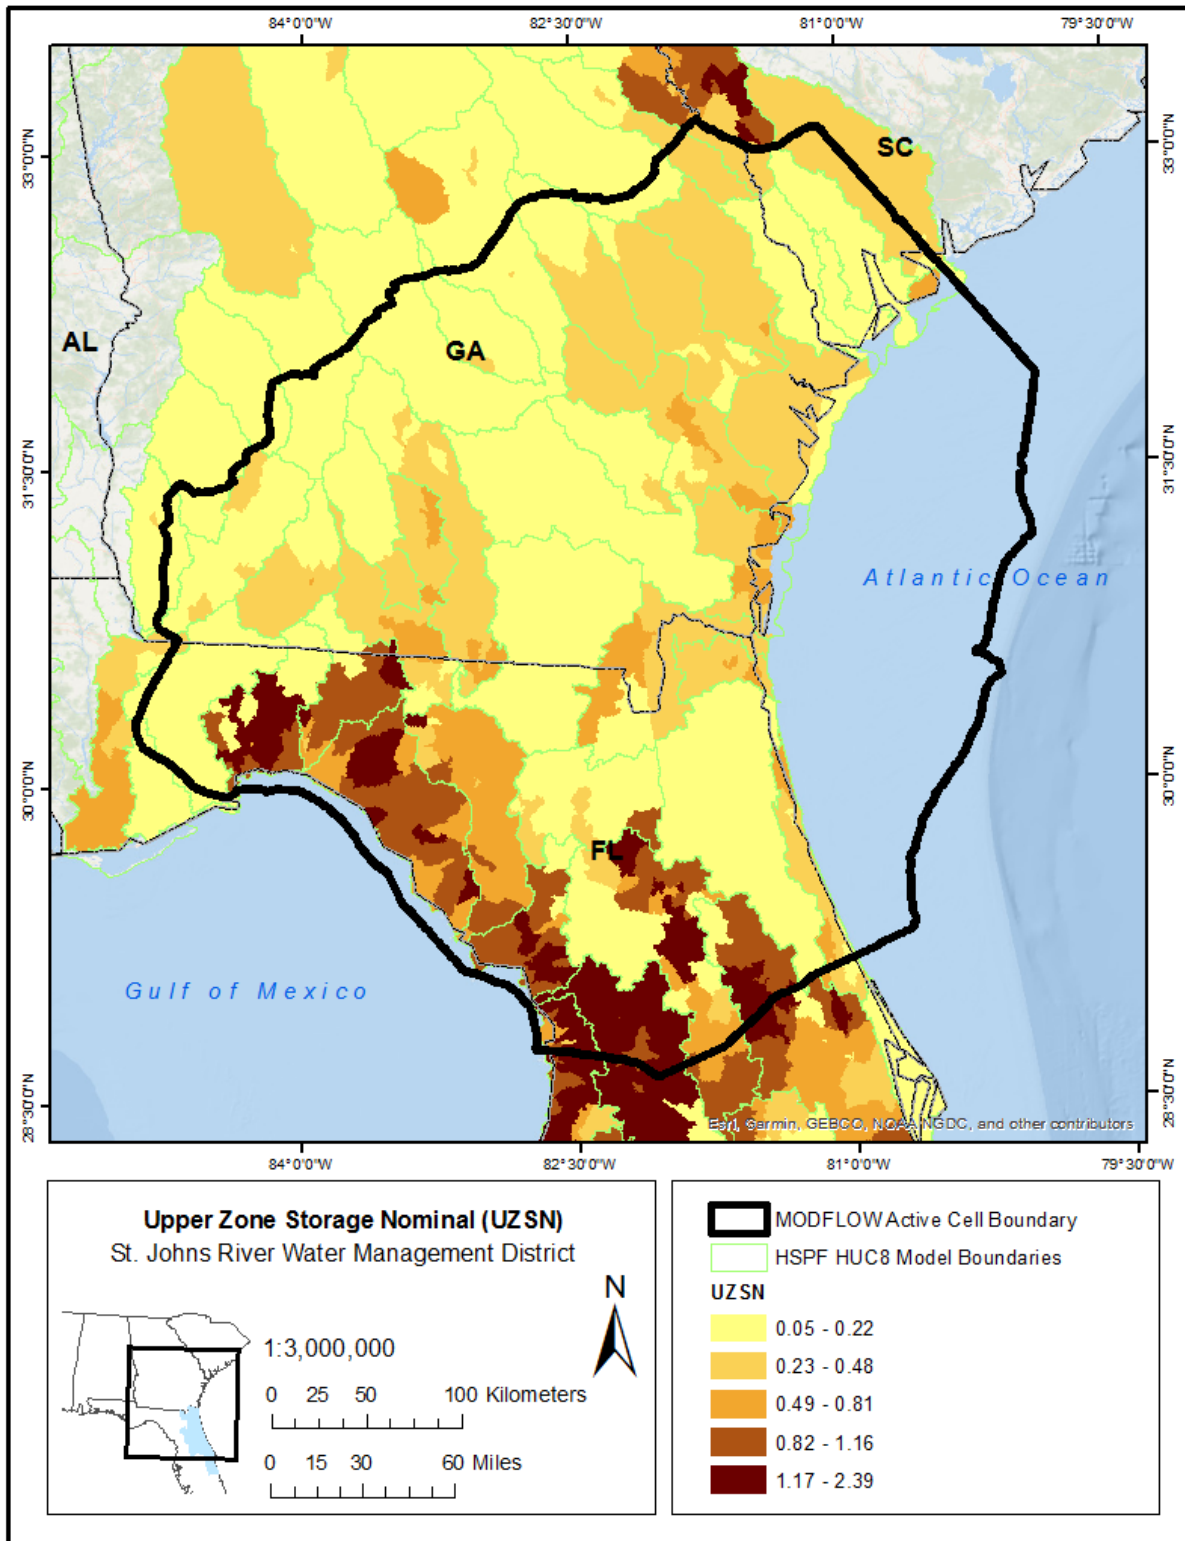 84°0'0"W 82°30'0"W 81°0'0"W 79°30'0"W
33°0'0"N
33°0'0"N
SC
AL
GA
31°30'0"N
31°30'0"N
Atlantic Ocean
30°0'0"N
30°0'0"N
FL
Gulf of Mexico
28°30'0"N
28°30'0"N
Esri, Garmin, GEBCO, NOAA NGDC, and other contributors
84°0'0"W 82°30'0"W 81°0'0"W 79°30'0"W
Upper Zone Storage Nominal (UZSN)
St. Johns River Water Management District
N
1:3,000,000
0 25 50 100 Kilometers
0 15 30 60 Miles
MODFLOW Active Cell Boundary
HSPF HUC8 Model Boundaries
UZSN
0.05 - 0.22
0.23 - 0.48
0.49 - 0.81
0.82 - 1.16
1.17 - 2.39